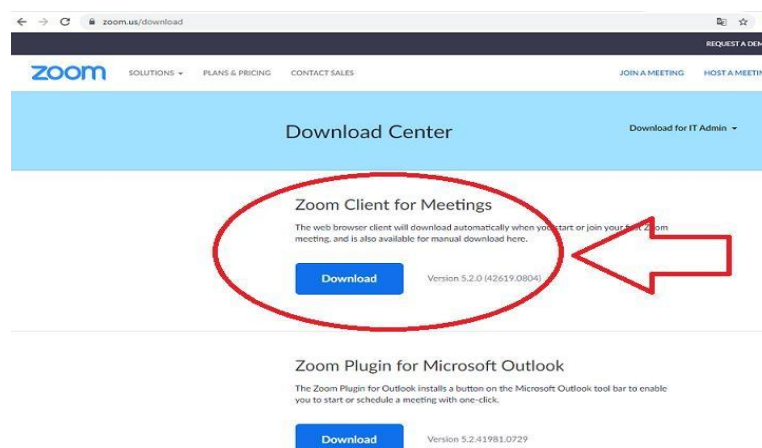 zoom.us/download
REQUEST A DEM
zoom SOLUTIONS PLANS & PRICING CONTACT SALES JOIN A MEETING HOST A MEETIN
Download Center
Download for IT Admin
Zoom Client for Meetings
The web browser client will download automatically when you start or join your first Zoom
meeting, and is also available for manual download here.
Download Version 5.2.0 (42619.0804)
Zoom Plugin for Microsoft Outlook
The Zoom Plugin for Outlook installs a button on the Microsoft Outlook tool bar to enable
you to start or schedule a meeting with one-click.
Download Version 5.2.41981.0729